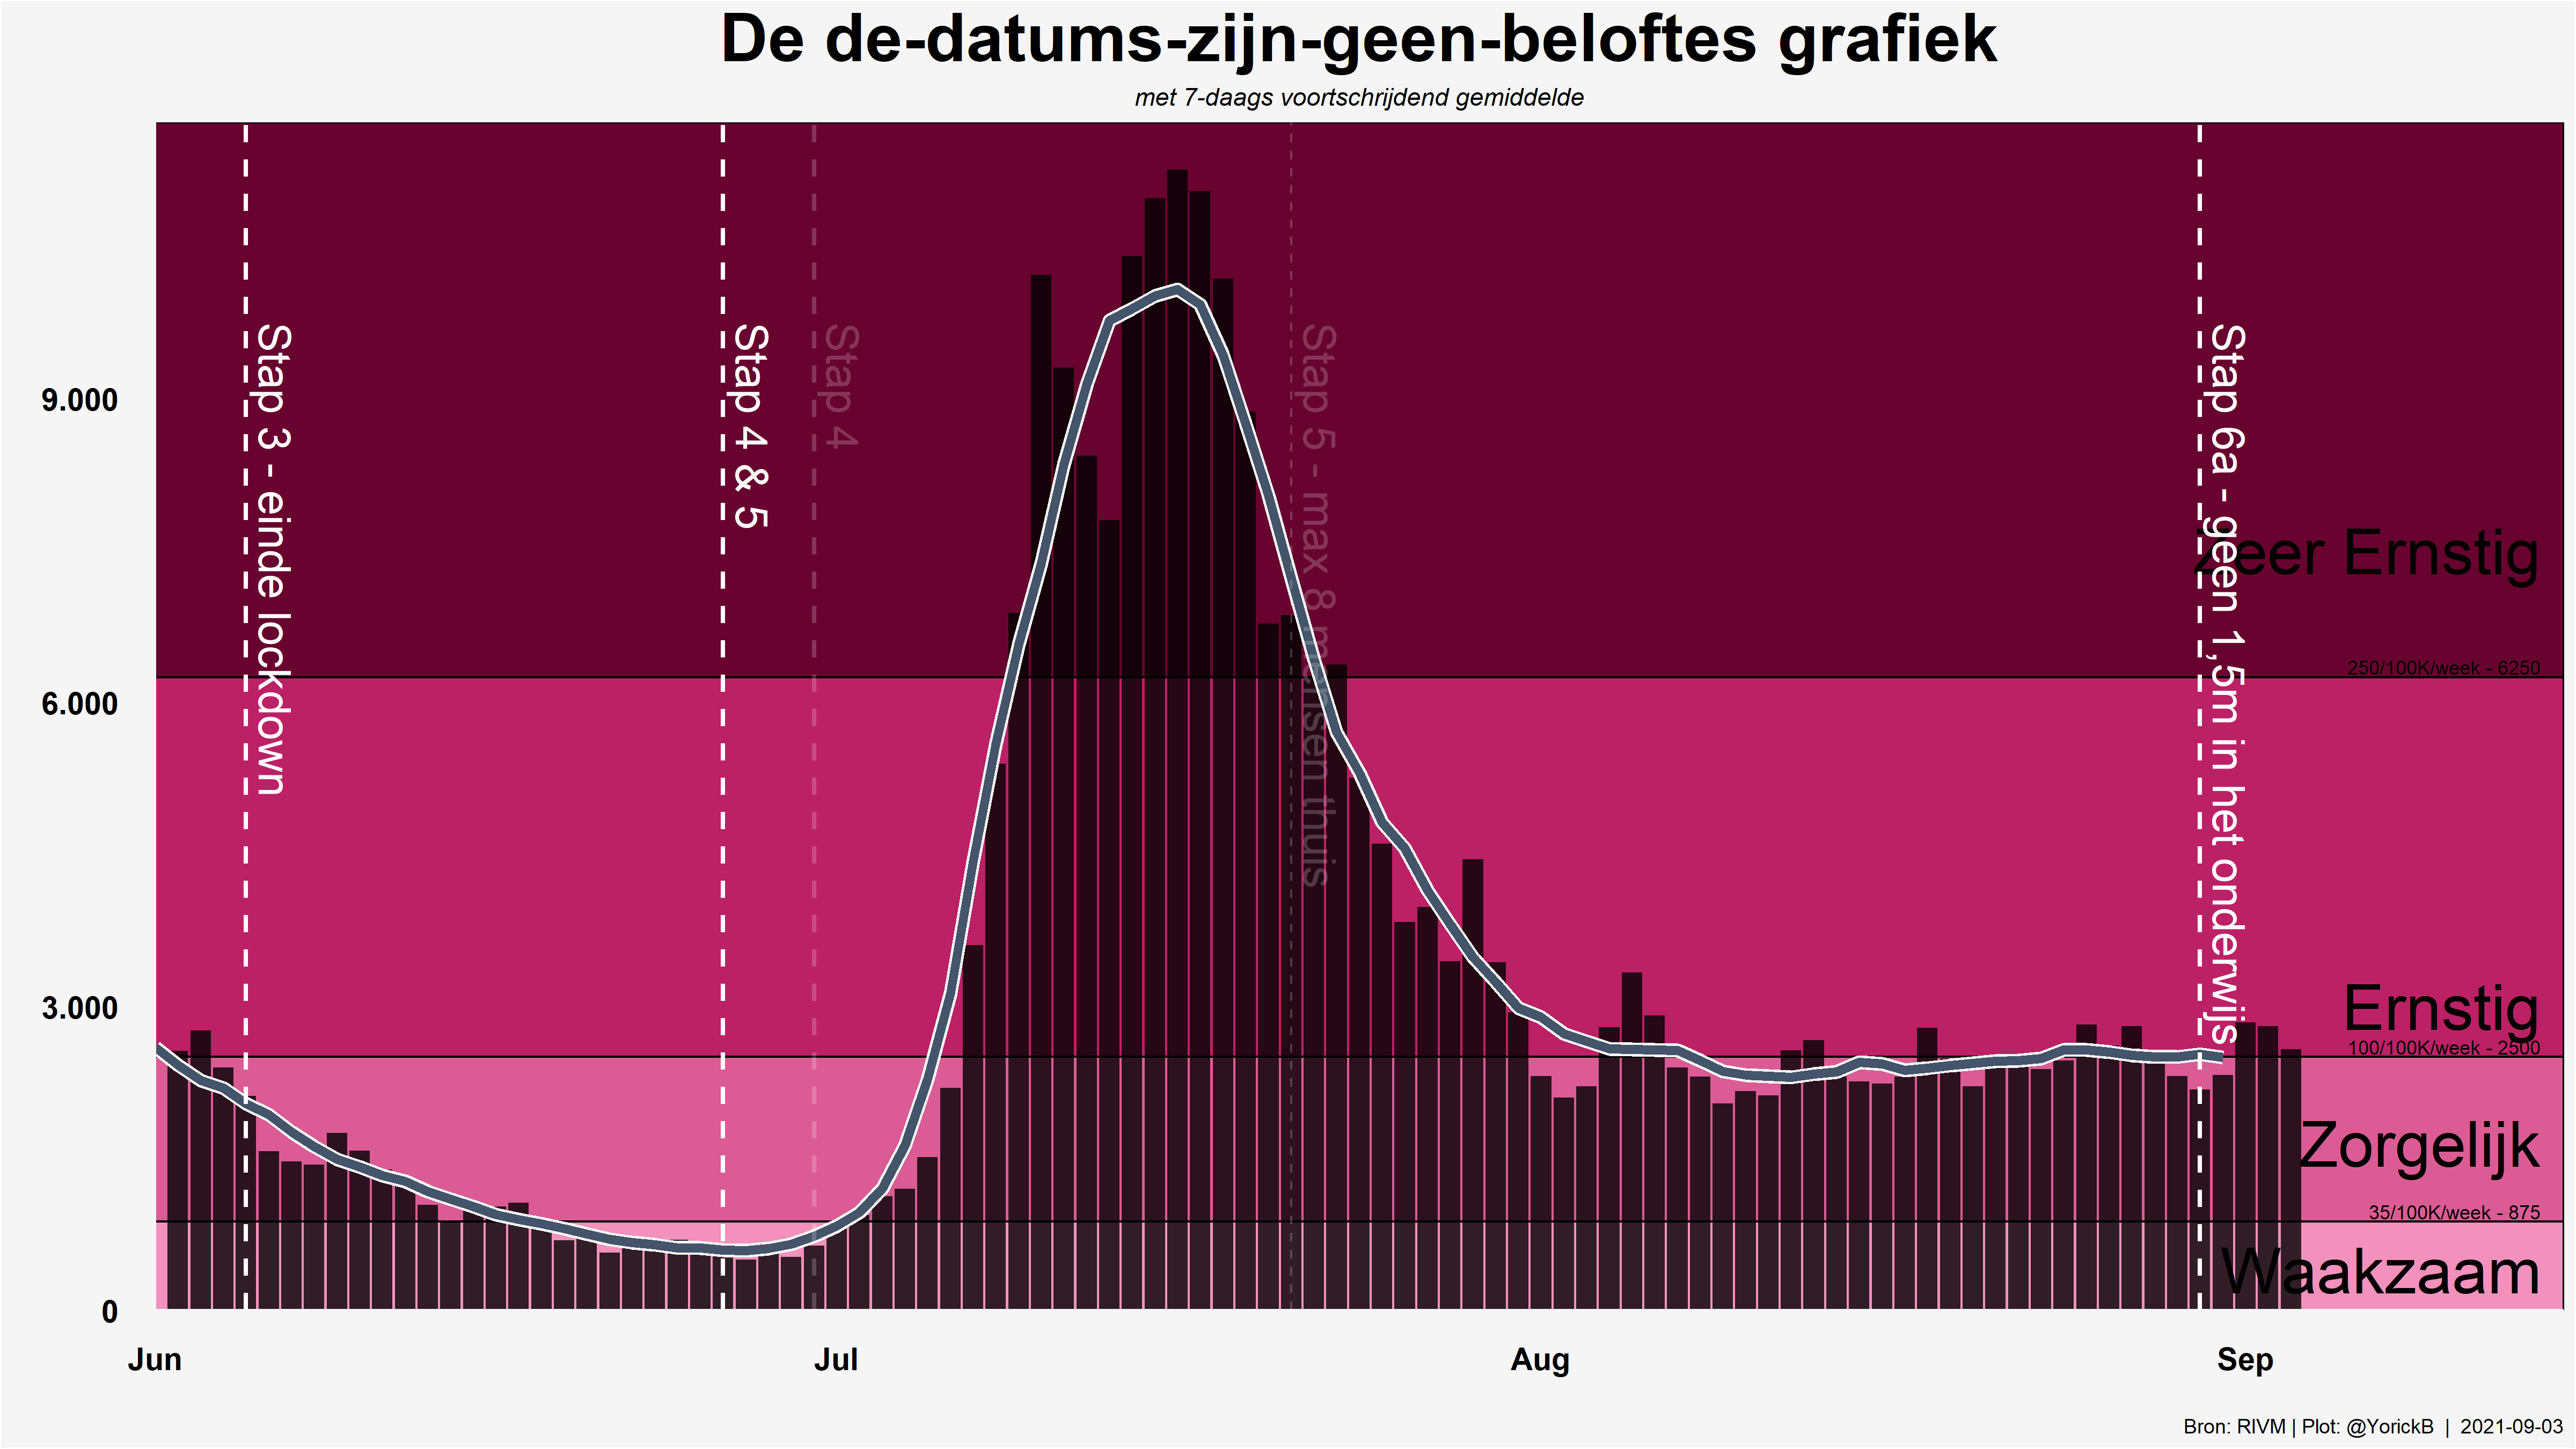 De de-datums-zijn-geen-beloftes grafiek
met 7-daags voortschrijdend gemiddelde
Stap 3 - einde lockdown
Stap 4 & 5
Stap 4
Stap 5 - max 8 mensen thuis
Stap 6a - geen 1,5m in het onderwijs
9.000
6.000
3.000
0
Zeer Ernstig
250/100K/week - 6250
Ernstig
100/100K/week - 2500
Zorgelijk
35/100K/week - 875
Waakzaam
Jun
Jul
Aug
Sep
Bron: RIVM | Plot: @YorickB | 2021-09-03